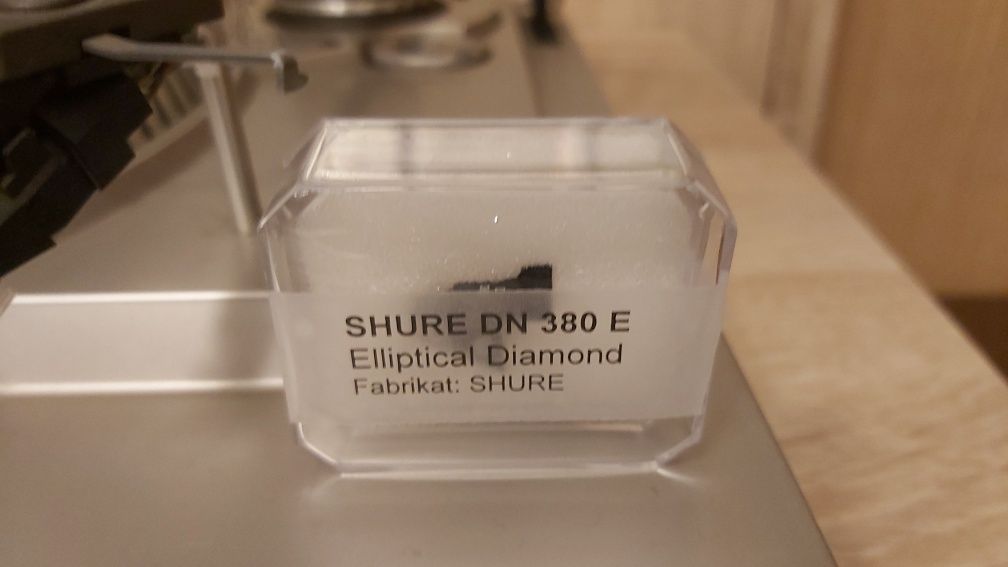 SHURE DN 380 E
Elliptical Diamond
Fabrikat: SHURE